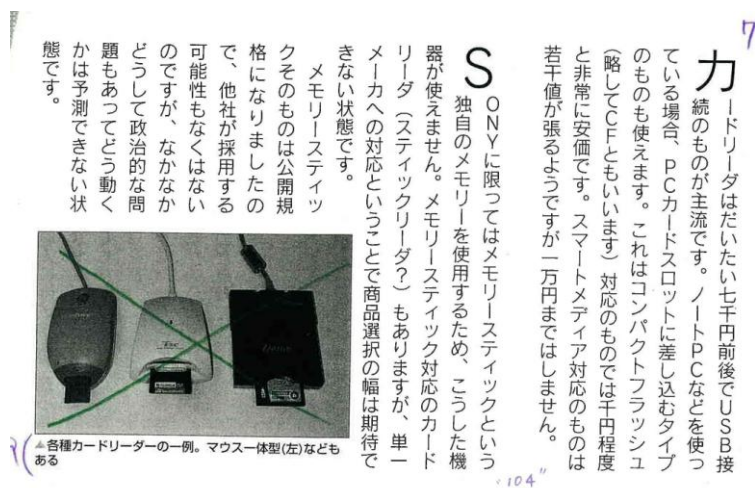 カードリーダはだいたい七千円前後でUSB接
続のものが主流です。ノートPCなどを使っ
ている場合、PCカードスロットに差し込むタイプ
のものも使えます。これはコンパクトフラッシュ
(略してCFともいいます)対応のものでは千円程度
と非常に安価です。スマートメディア対応のものは
若干値が張るようですが一万円まではしません。
SONYに限ってはメモリースティックという
独自のメモリーを使用するため、こうした機
器が使えません。メモリースティック対応のカード
リーダ(スティックリーダ?)もありますが、単一
メーカへの対応ということで商品選択の幅は期待で
きない状態です。
メモリースティッ
クそのものは公開規
格になりましたの
で、他社が採用する
可能性もなくはない
のですが、なかなか
どうして政治的な問
題もあってどう動く
かは予測できない状
態です。
▲各種カードリーダーの一例。マウス一体型(左)なども
ある
"104"
7